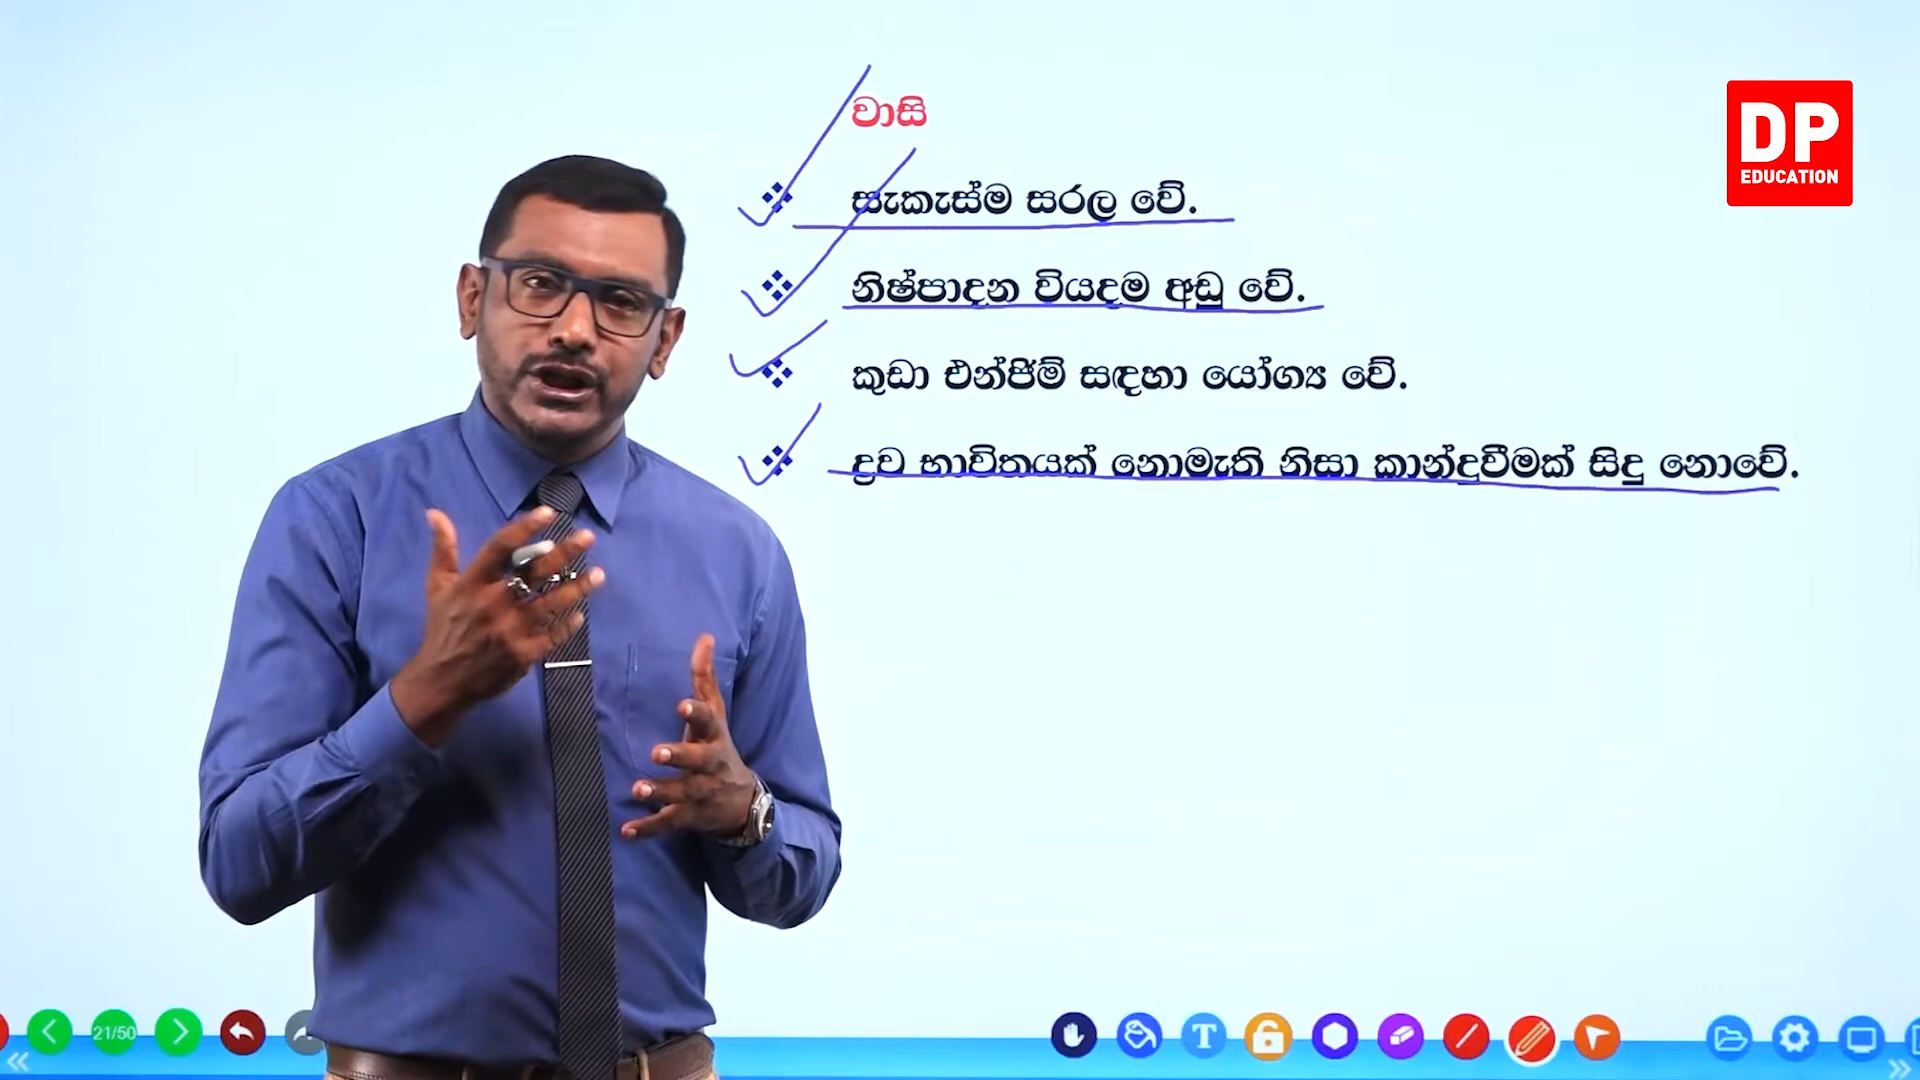 වාසි
DP
EDUCATION
සැකැස්ම සරල වේ.
නිෂ්පාදන වියදම අඩු වේ.
කුඩා එන්ජිම් සඳහා යෝග්‍ය වේ.
ද්‍රව භාවිතයක් නොමැති නිසා කාන්දුවීමක් සිදු නොවේ.
21/50
T